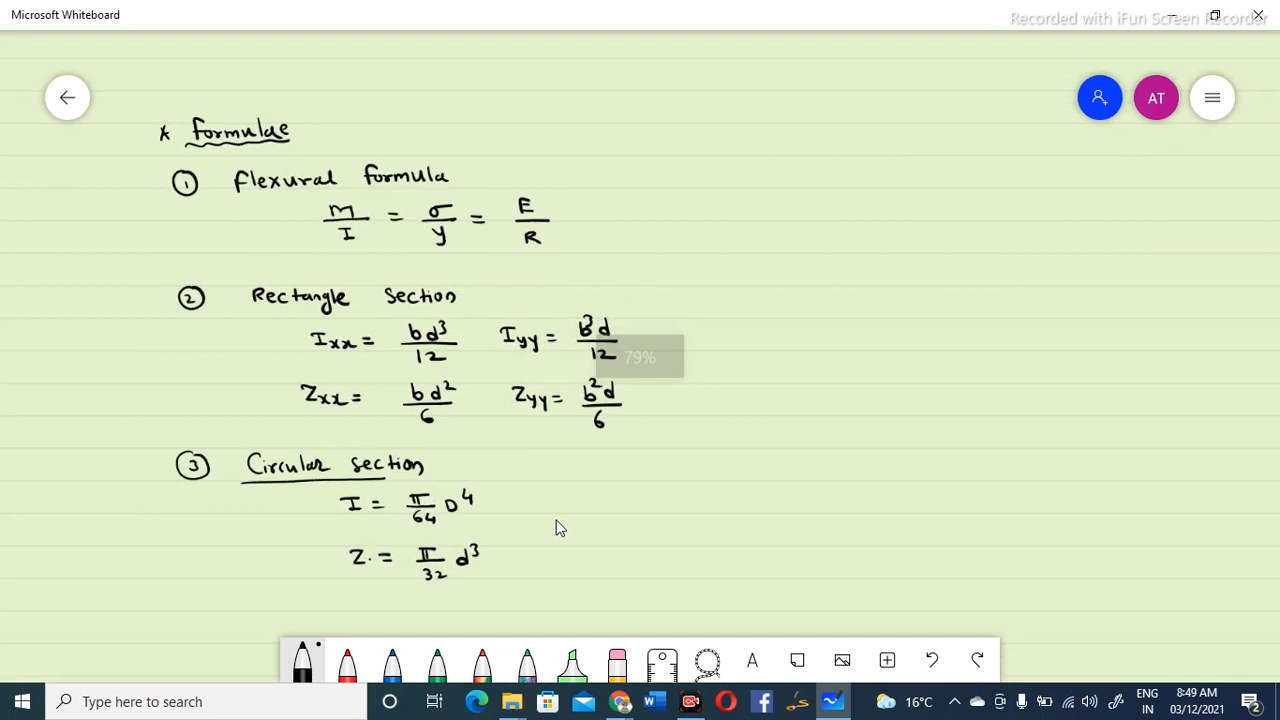 Microsoft Whiteboard
Recorded with iFun Screen Recorder
AT
* Formulae
① Flexural formula
M/I = σ/y = E/R
② Rectangle Section
Ixx = bd³/12 Iyy = b³d/12
79%
Zxx = bd²/6 Zyy = b²d/6
③ Circular section
I = π/64 D⁴
Z. = π/32 d³
A
Type here to search
16°C
ENG
IN
8:49 AM
03/12/2021
2